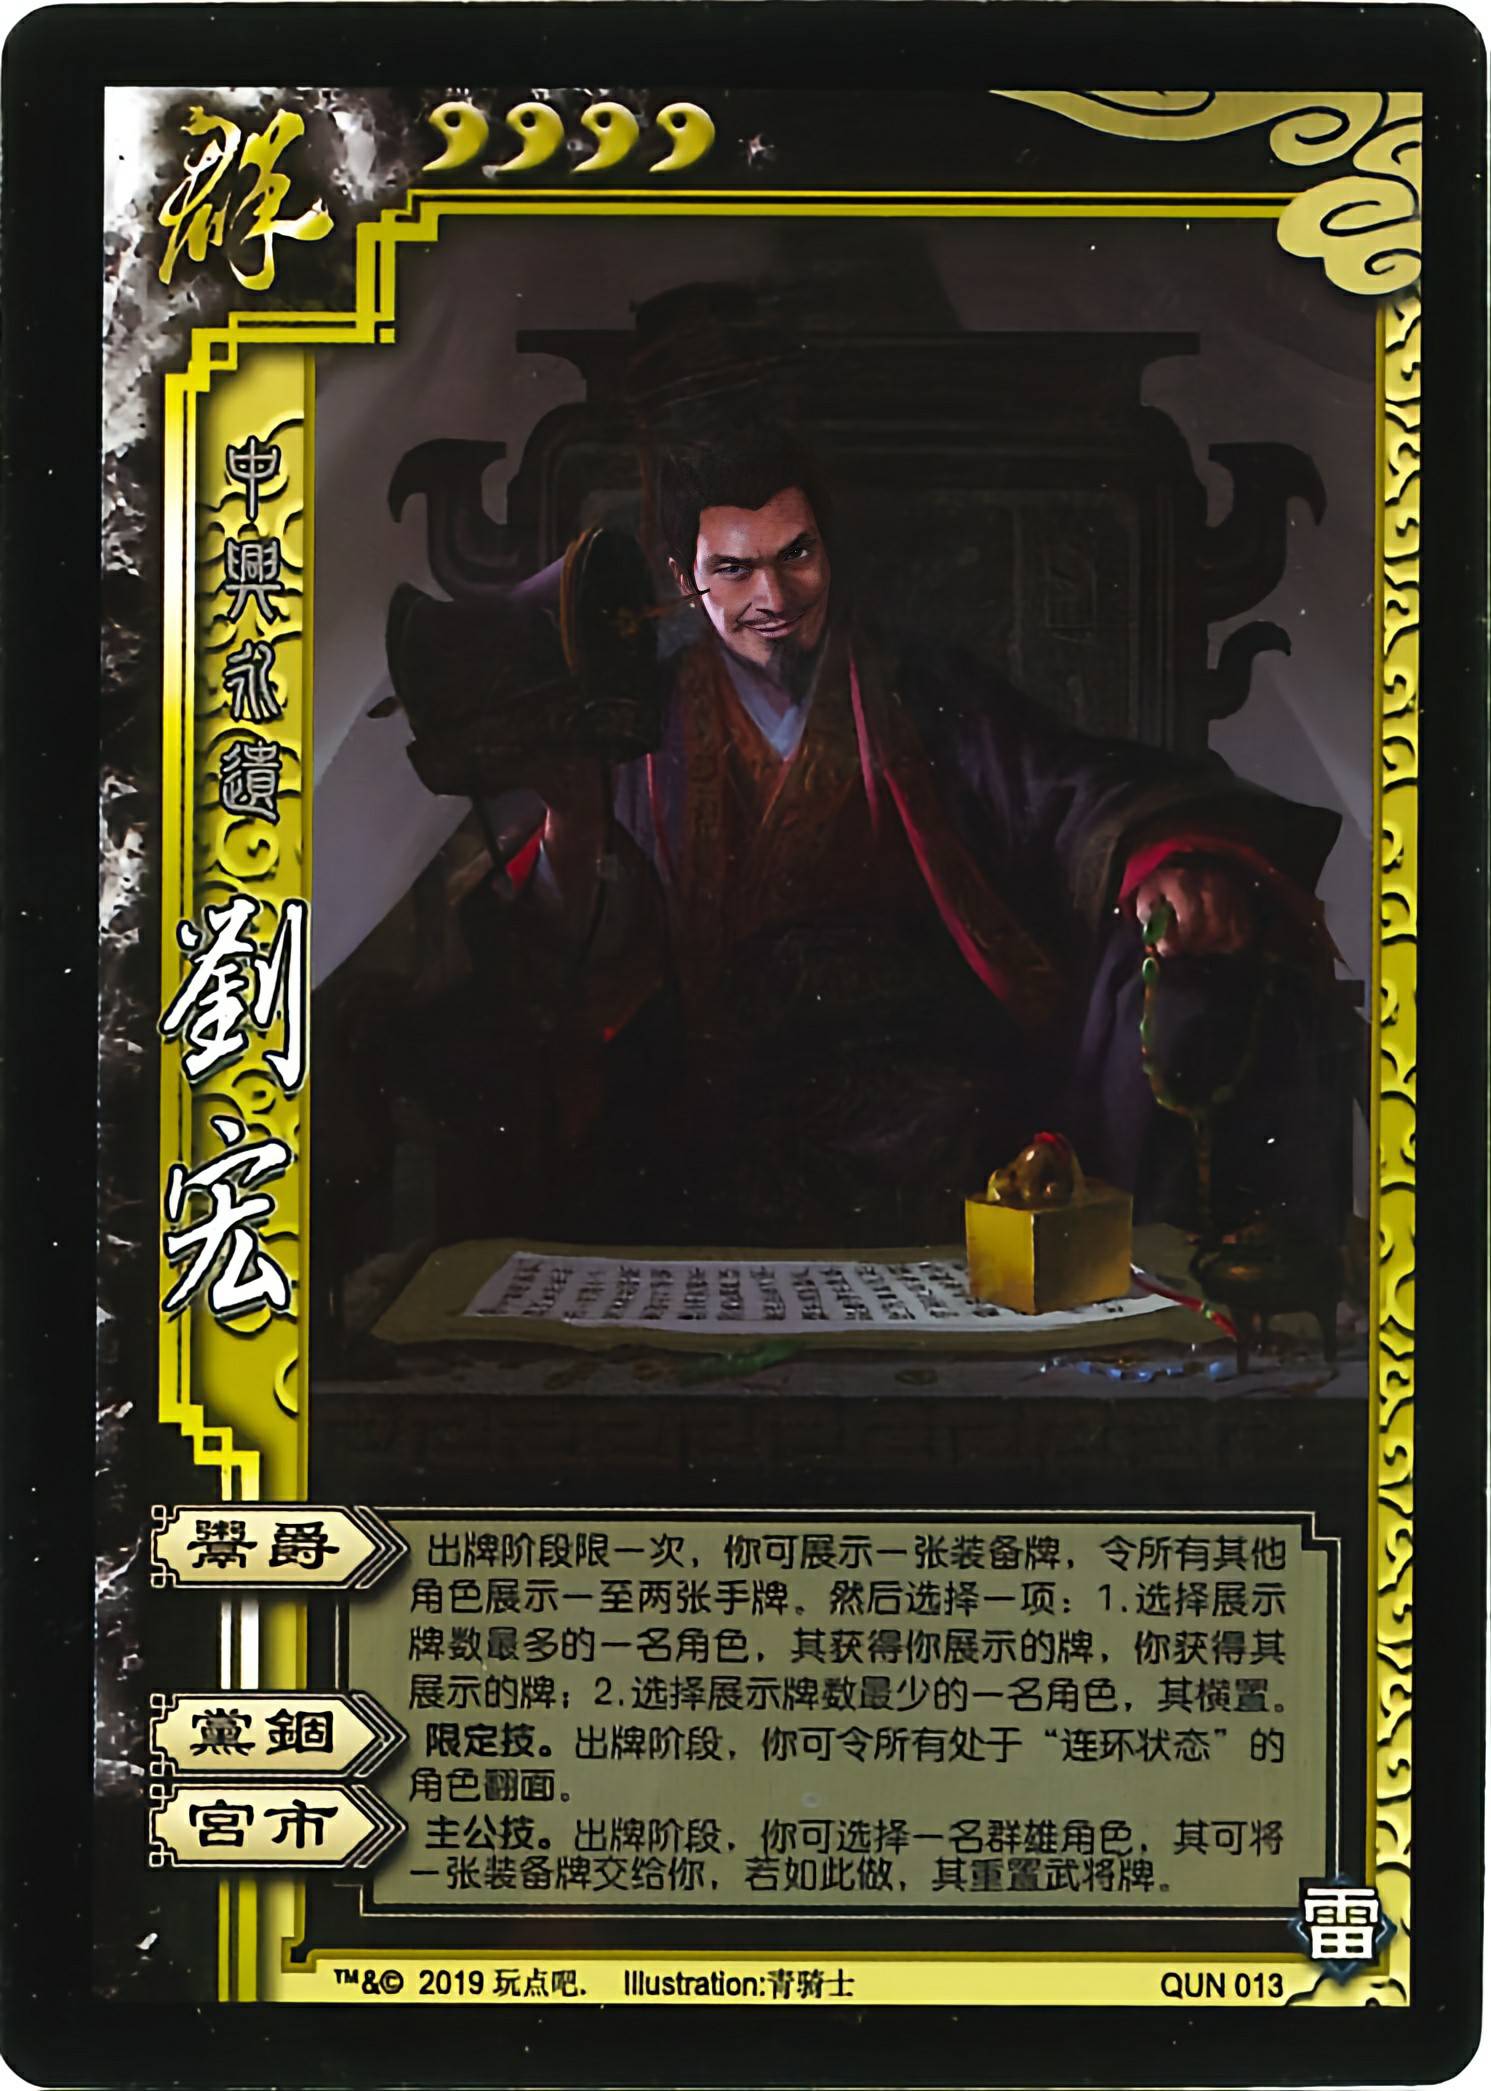 群
中興永遺
劉宏
鬻爵
出牌阶段限一次，你可展示一张装备牌，令所有其他
角色展示一至两张手牌。然后选择一项：1.选择展示
牌数最多的一名角色，其获得你展示的牌，你获得其
展示的牌；2.选择展示牌数最少的一名角色，其横置。
黨錮
限定技。出牌阶段，你可令所有处于“连环状态”的
角色翻面。
宮市
主公技。出牌阶段，你可选择一名群雄角色，其可将
一张装备牌交给你，若如此做，其重置武将牌。
雷
™&© 2019 玩点吧. Illustration:青骑士
QUN 013